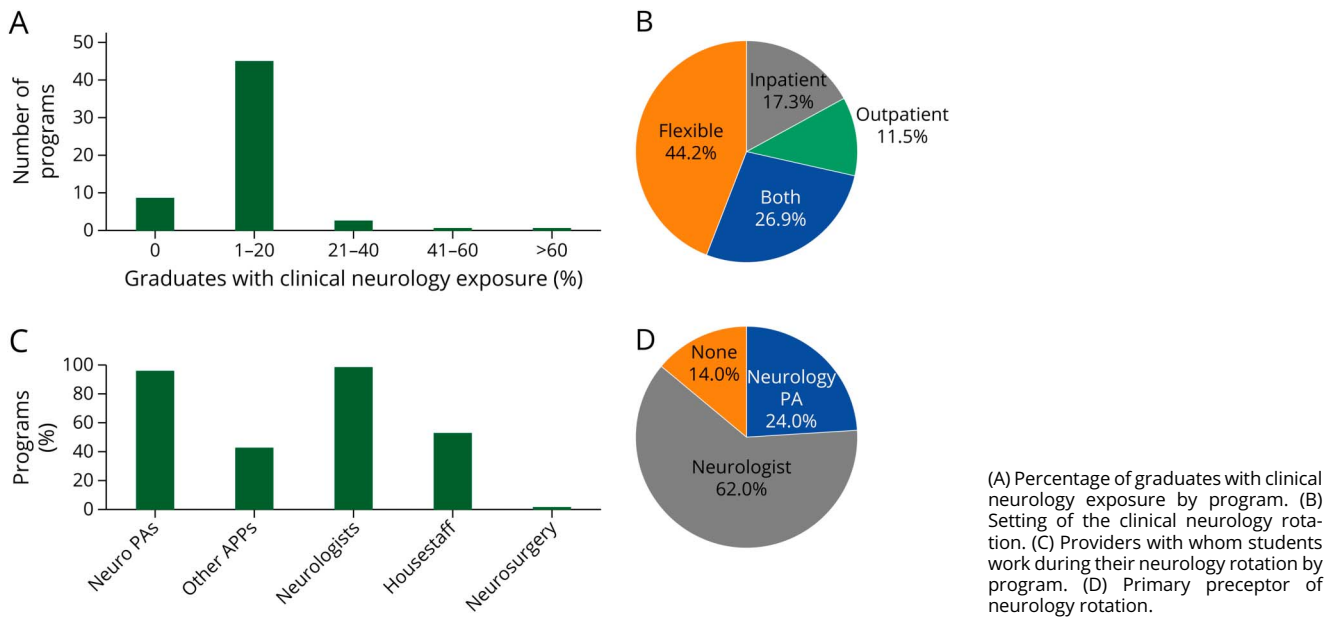 A
Number of
programs
50
40
30
20
10
0
0
1–20
21–40
41–60
>60
Graduates with clinical neurology exposure (%)
B
Inpatient
17.3%
Outpatient
11.5%
Both
26.9%
Flexible
44.2%
C
Programs
(%)
100
80
60
40
20
0
Neuro PAs
Other APPs
Neurologists
Housestaff
Neurosurgery
D
None
14.0%
Neurology
PA
24.0%
Neurologist
62.0%
(A) Percentage of graduates with clinical
neurology exposure by program. (B)
Setting of the clinical neurology rota-
tion. (C) Providers with whom students
work during their neurology rotation by
program. (D) Primary preceptor of
neurology rotation.